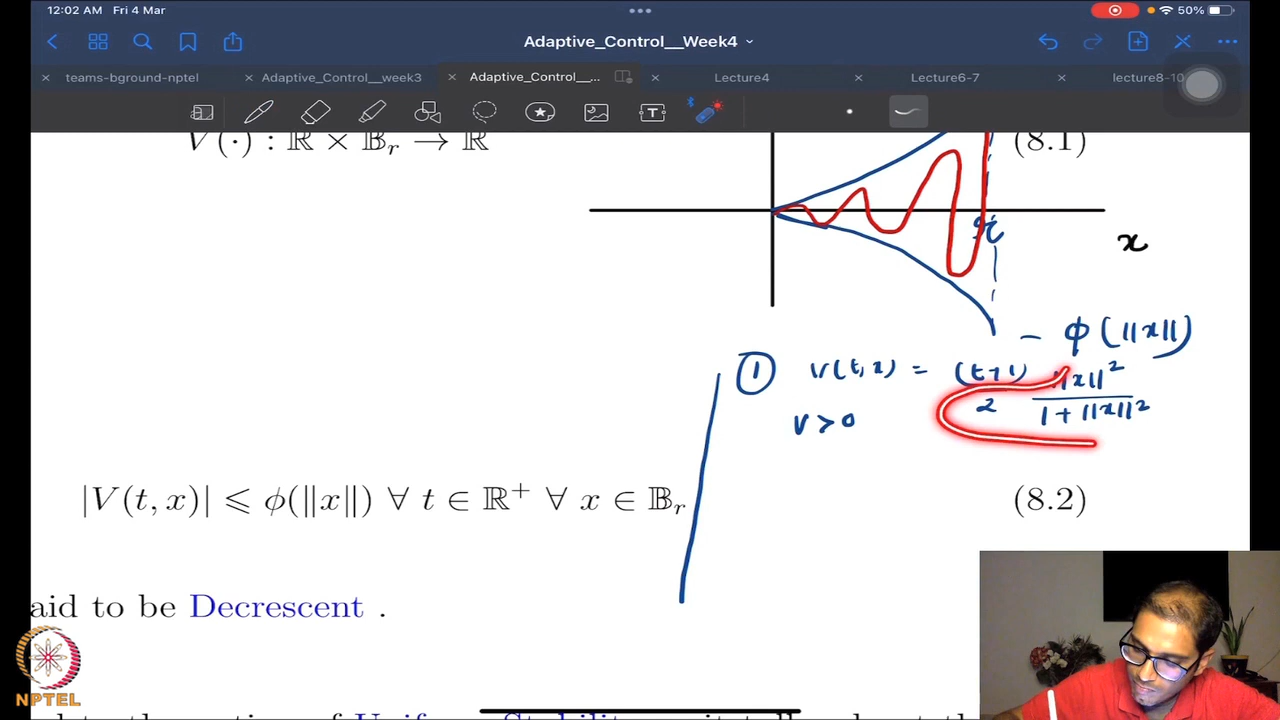 12:02 AM Fri 4 Mar
50%
Adaptive_Control__Week4
teams-bground-nptel
Adaptive_Control__week3
Adaptive_Control__...
Lecture4
Lecture6-7
lecture8-10
V(·) : ℝ × 𝔹ᵣ → ℝ
(8.1)
r
x
− φ(||x||)
① V(t,x) = (t+1)/2 ||x||²/(1+||x||²)
V > 0
|V(t, x)| ⩽ φ(‖x‖) ∀ t ∈ ℝ⁺ ∀ x ∈ 𝔹ᵣ
(8.2)
aid to be Decrescent .
NPTEL